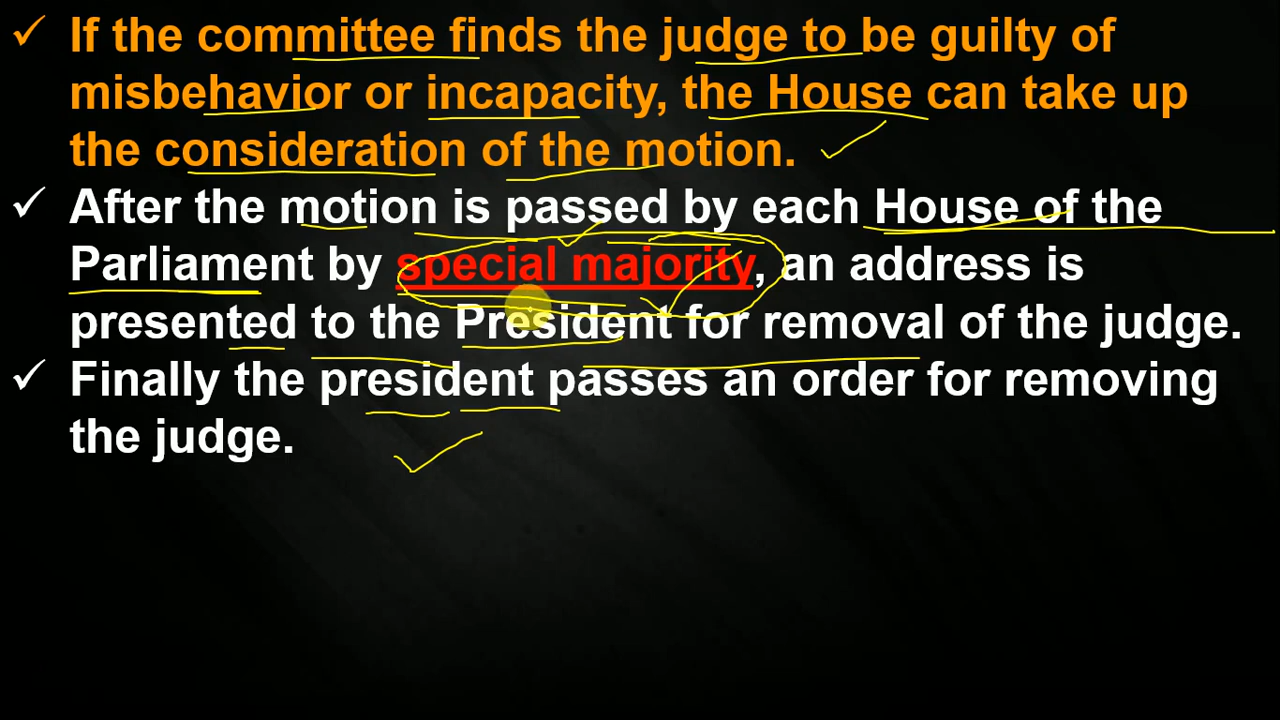 ✓ If the committee finds the judge to be guilty of
misbehavior or incapacity, the House can take up
the consideration of the motion.
✓ After the motion is passed by each House of the
Parliament by special majority, an address is
presented to the President for removal of the judge.
✓ Finally the president passes an order for removing
the judge.